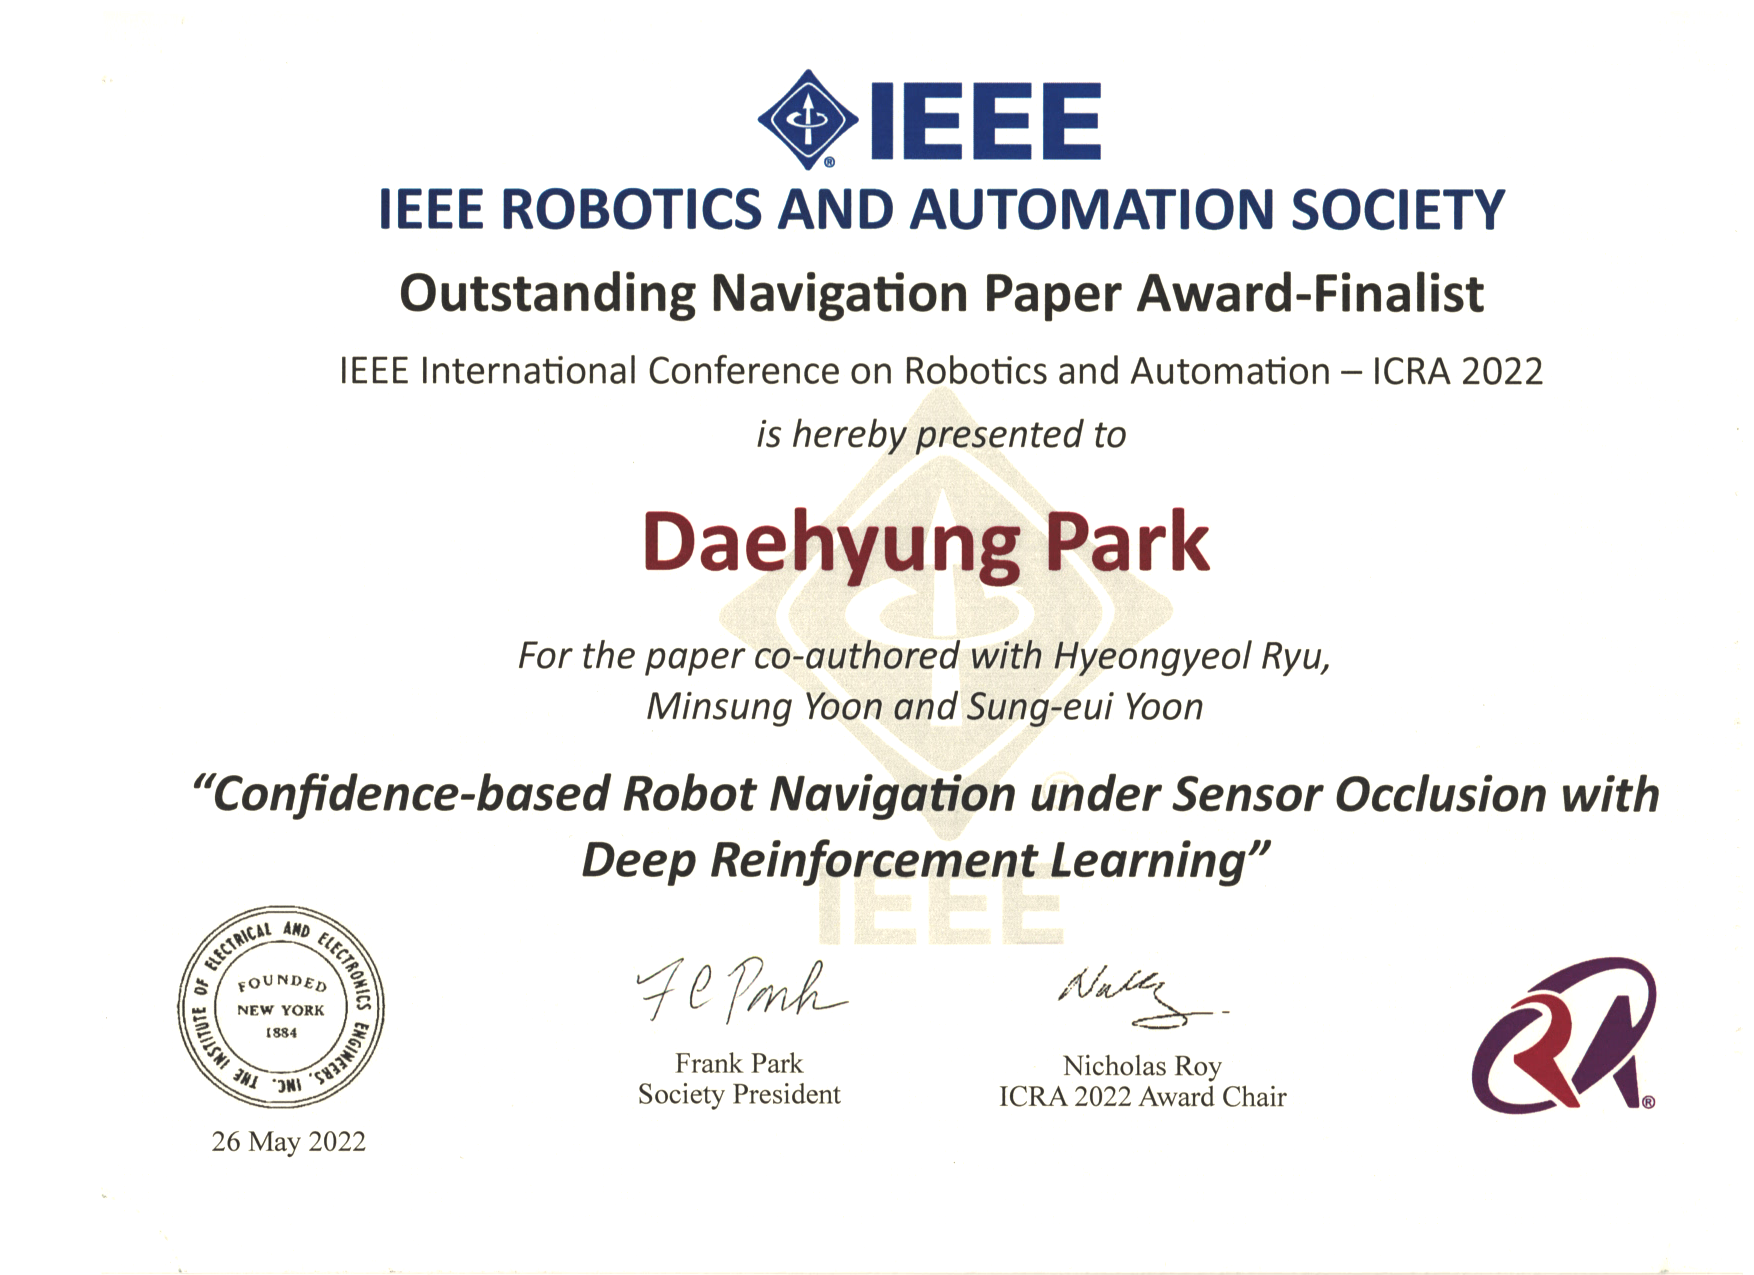 IEEE
IEEE ROBOTICS AND AUTOMATION SOCIETY
Outstanding Navigation Paper Award-Finalist
IEEE International Conference on Robotics and Automation – ICRA 2022
is hereby presented to
Daehyung Park
For the paper co-authored with Hyeongyeol Ryu,
Minsung Yoon and Sung-eui Yoon
“Confidence-based Robot Navigation under Sensor Occlusion with
Deep Reinforcement Learning”
IEEE
THE INSTITUTE OF ELECTRICAL AND ELECTRONICS ENGINEERS, INC.
FOUNDED
NEW YORK
1884
26 May 2022
F C Park
Frank Park
Society President
Nicholas Roy
ICRA 2022 Award Chair
RA